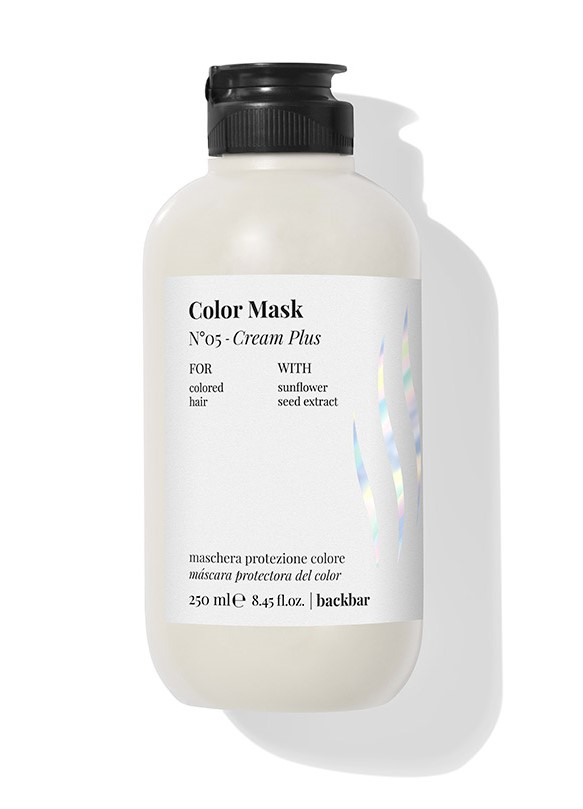 Color Mask
N°05 - Cream Plus
FOR WITH
colored sunflower
hair seed extract
maschera protezione colore
máscara protectora del color
250 ml ℮ 8.45 fl.oz. | backbar